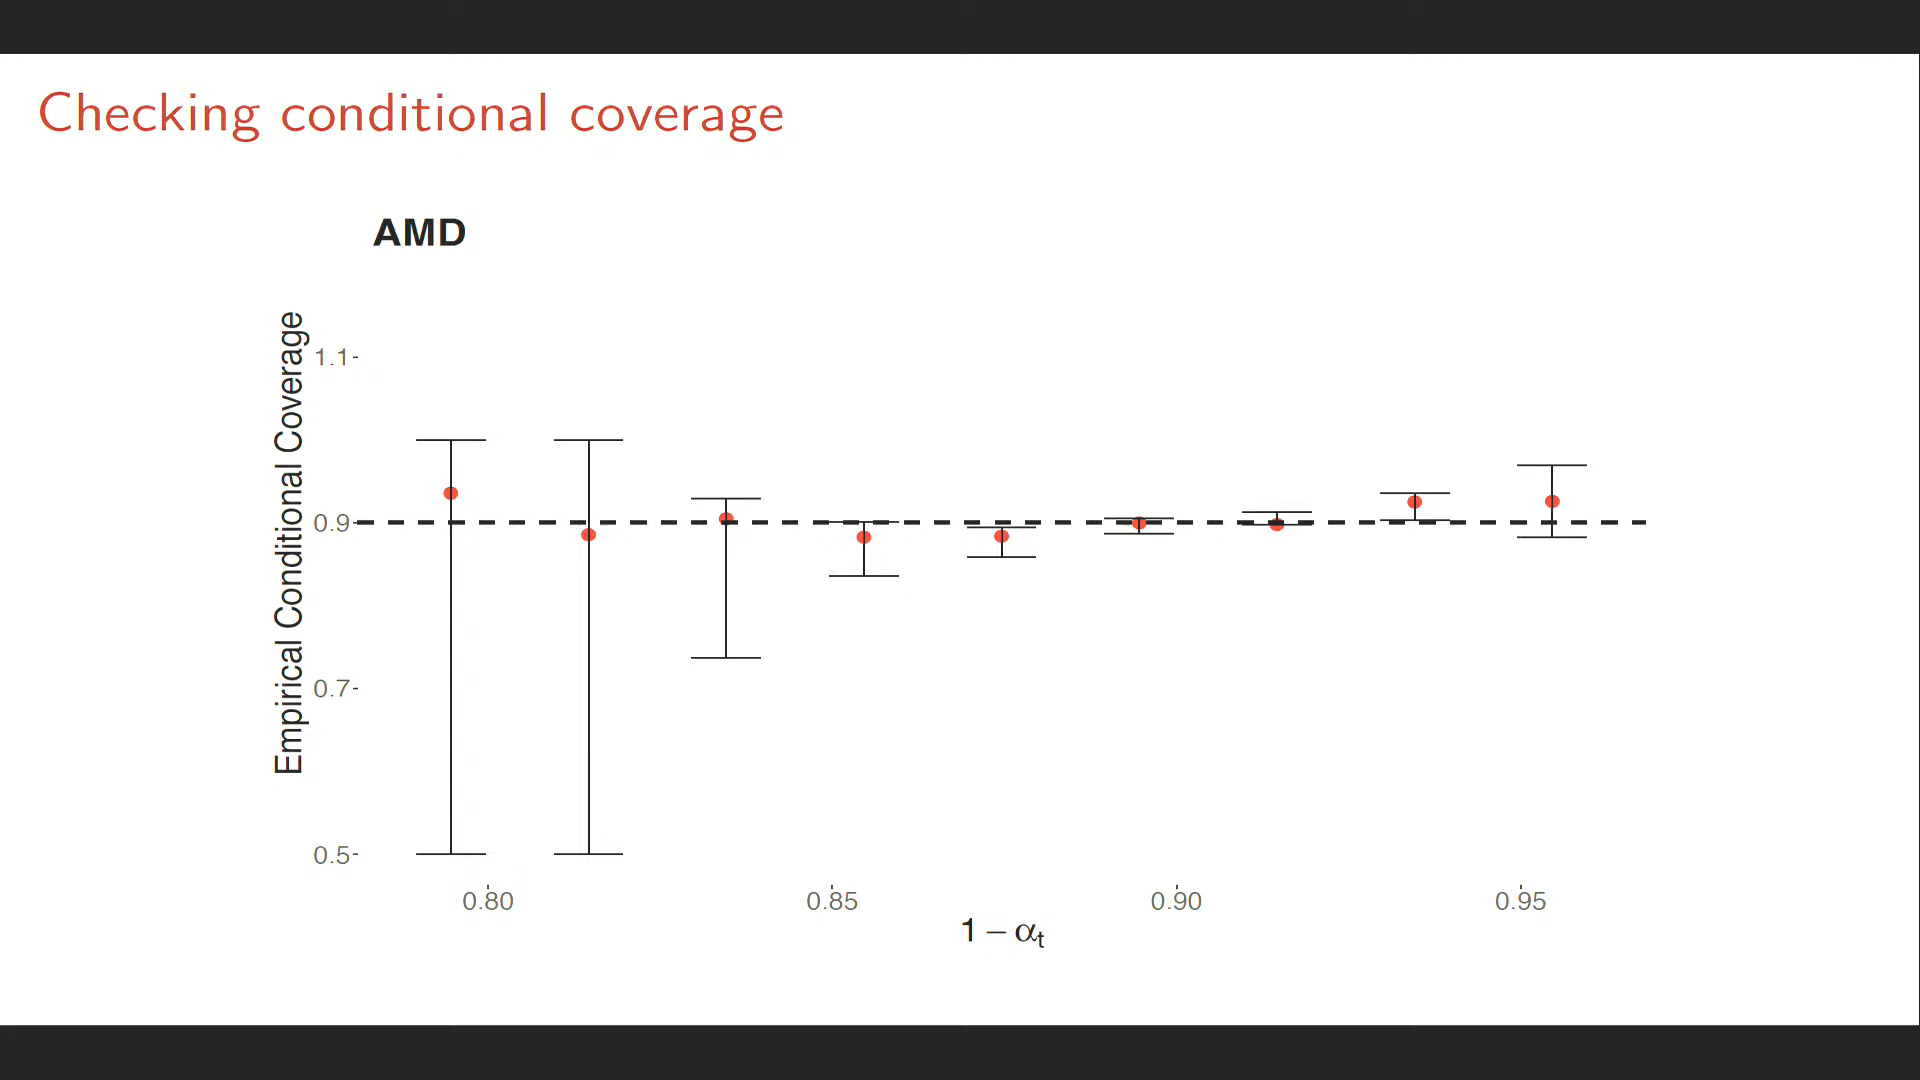 Checking conditional coverage
AMD
Empirical Conditional Coverage
1.1
0.9
0.7
0.5
0.80 0.85 0.90 0.95
1 − αt